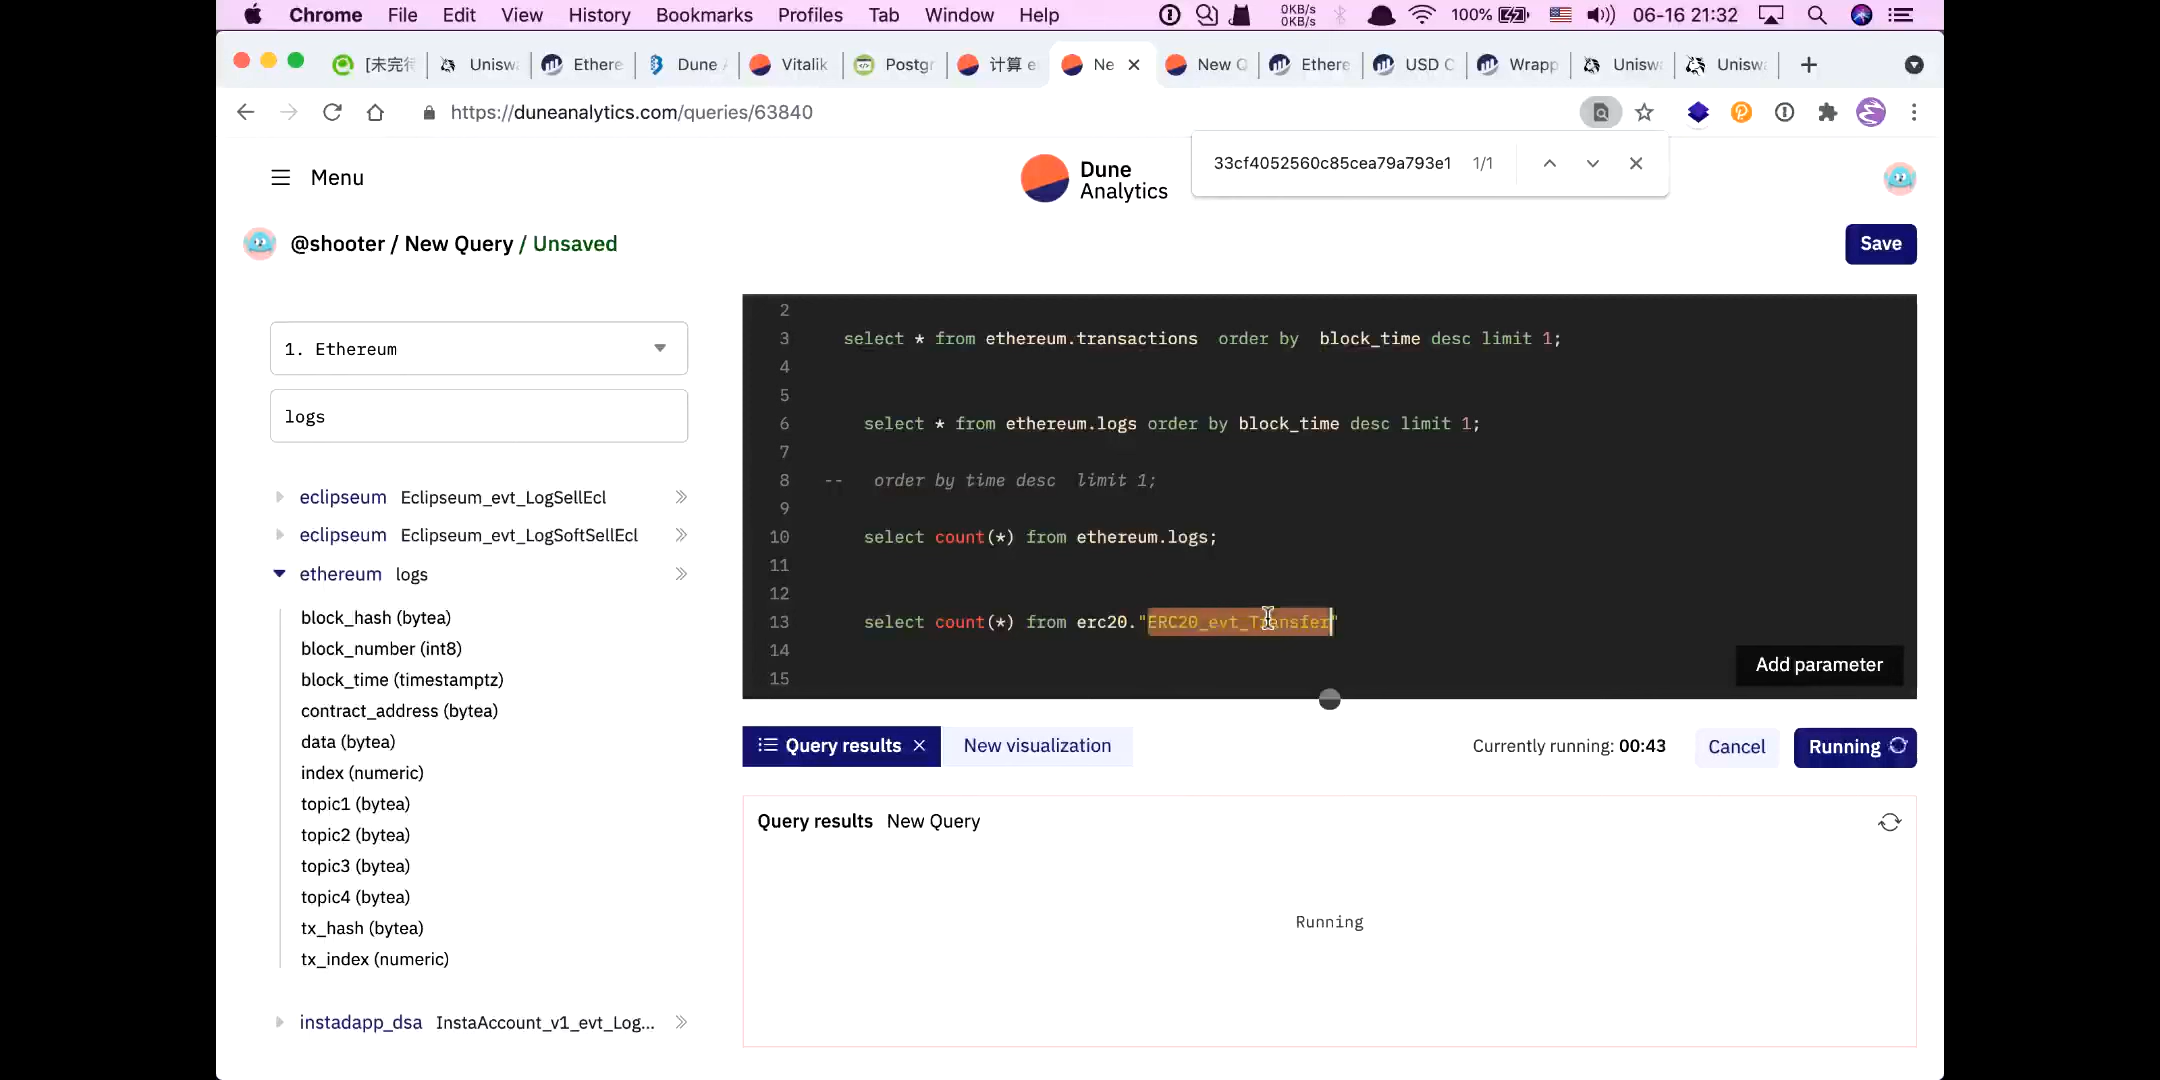 Chrome File Edit View History Bookmarks Profiles Tab Window Help 0KB/s 0KB/s 100% 06-16 21:32
[未完行 Unisw Ethere Dune Vitalik Postgr 计算 e Ne New Q Ethere USD C Wrapp Unisw Unisw
https://duneanalytics.com/queries/63840
33cf4052560c85cea79a793e1 1/1
Menu
Dune
Analytics
@shooter / New Query / Unsaved
Save
1. Ethereum
logs
eclipseum Eclipseum_evt_LogSellEcl
eclipseum Eclipseum_evt_LogSoftSellEcl
ethereum logs
block_hash (bytea)
block_number (int8)
block_time (timestamptz)
contract_address (bytea)
data (bytea)
index (numeric)
topic1 (bytea)
topic2 (bytea)
topic3 (bytea)
topic4 (bytea)
tx_hash (bytea)
tx_index (numeric)
instadapp_dsa InstaAccount_v1_evt_Log...
2
3 select * from ethereum.transactions order by block_time desc limit 1;
4
5
6 select * from ethereum.logs order by block_time desc limit 1;
7
8 -- order by time desc limit 1;
9
10 select count(*) from ethereum.logs;
11
12
13 select count(*) from erc20."ERC20_evt_Transfer"
14
15
Add parameter
Query results New visualization Currently running: 00:43 Cancel Running
Query results New Query
Running